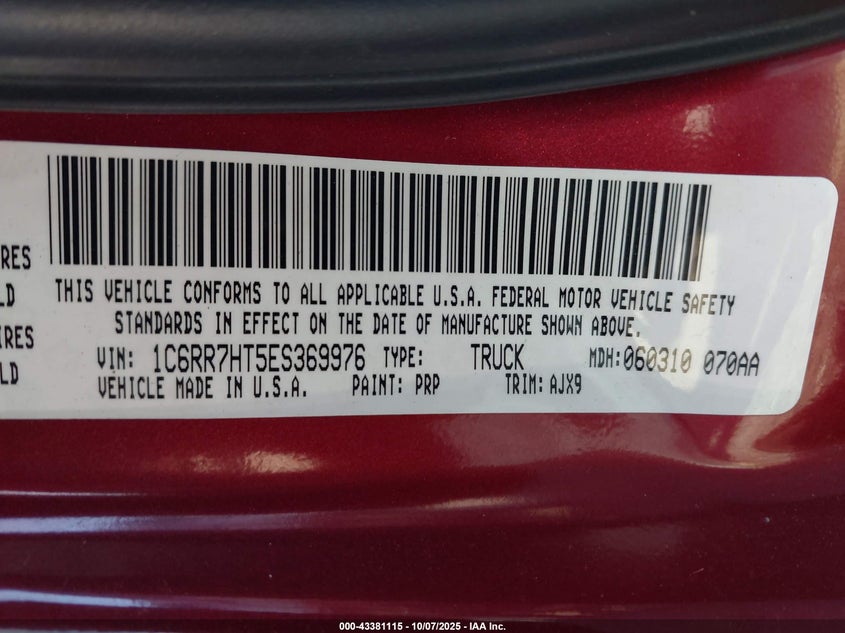 RES
LD
IRES
LD
THIS VEHICLE CONFORMS TO ALL APPLICABLE U.S.A. FEDERAL MOTOR VEHICLE SAFETY
STANDARDS IN EFFECT ON THE DATE OF MANUFACTURE SHOWN ABOVE.
VIN: 1C6RR7HT5ES369976 TYPE: TRUCK MDH:060310 070AA
VEHICLE MADE IN U.S.A. PAINT: PRP TRIM: AJX9
000-43381115 - 10/07/2025 - IAA Inc.